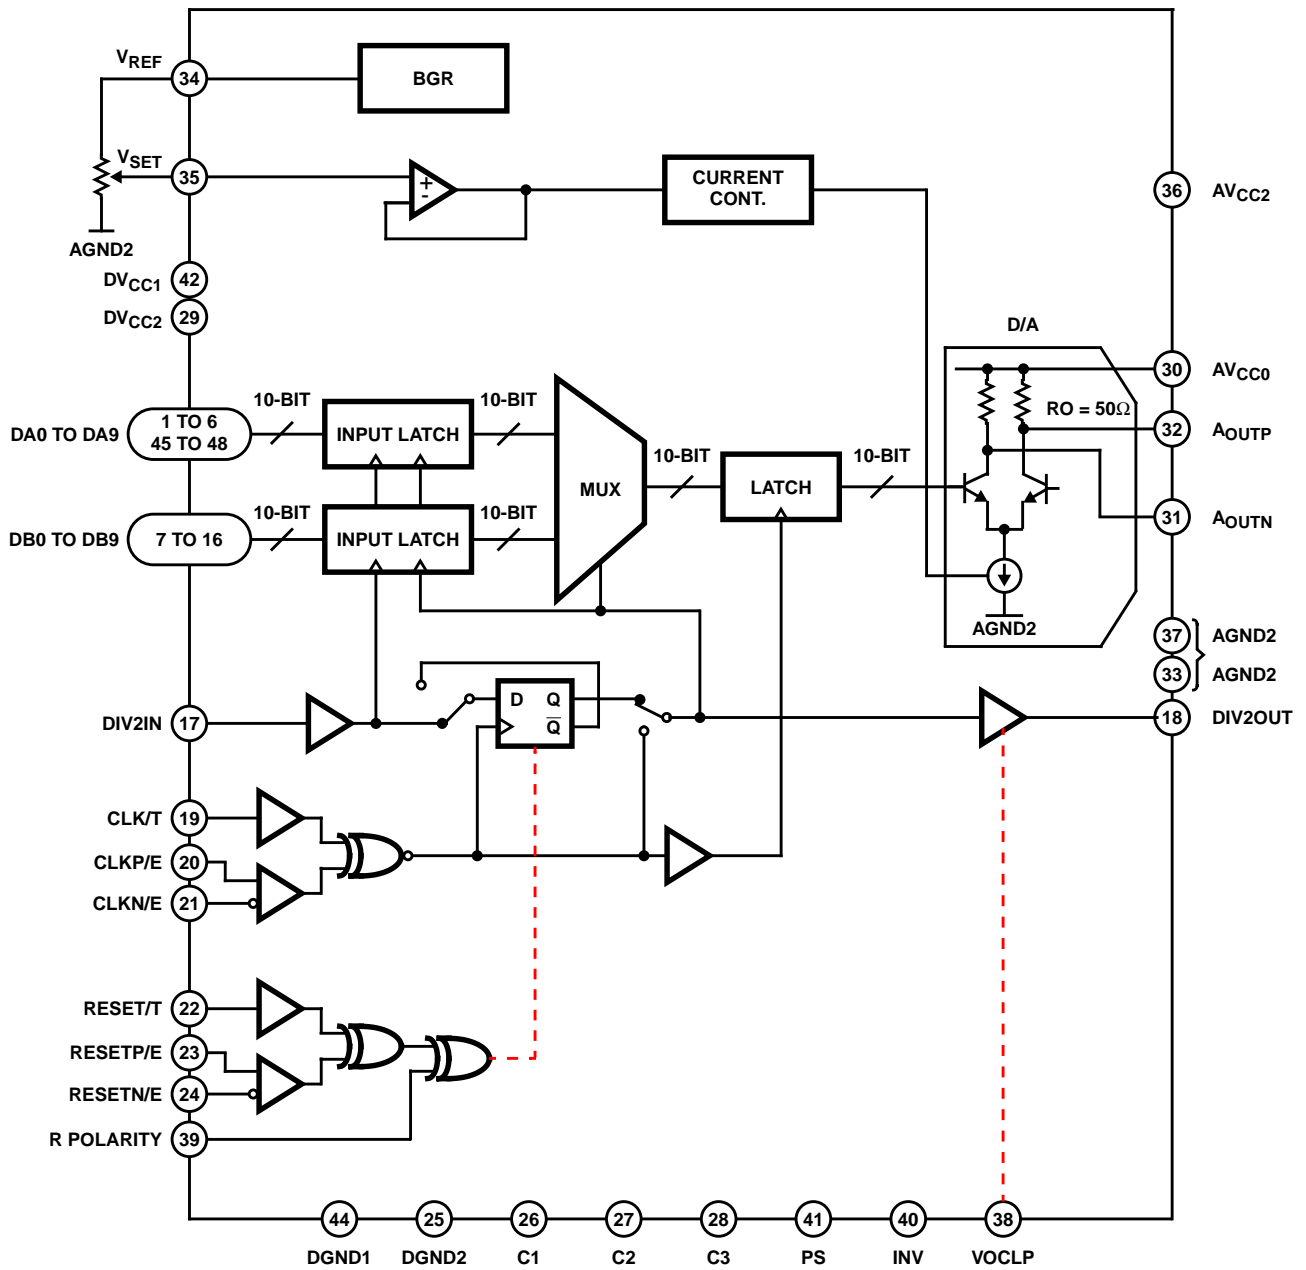 VREF
34
BGR
VSET
35
+
-
CURRENT
CONT.
36
AVCC2
AGND2
DVCC1
42
DVCC2
29
D/A
30
AVCC0
RO = 50Ω
32
AOUTP
DA0 TO DA9
1 TO 6
45 TO 48
10-BIT
INPUT LATCH
10-BIT
MUX
10-BIT
LATCH
10-BIT
31
AOUTN
DB0 TO DB9
7 TO 16
10-BIT
INPUT LATCH
10-BIT
AGND2
37
AGND2
33
AGND2
DIV2IN
17
D
Q
Q̅
18
DIV2OUT
CLK/T
19
CLKP/E
20
CLKN/E
21
RESET/T
22
RESETP/E
23
RESETN/E
24
R POLARITY
39
44
25
26
27
28
41
40
38
DGND1
DGND2
C1
C2
C3
PS
INV
VOCLP